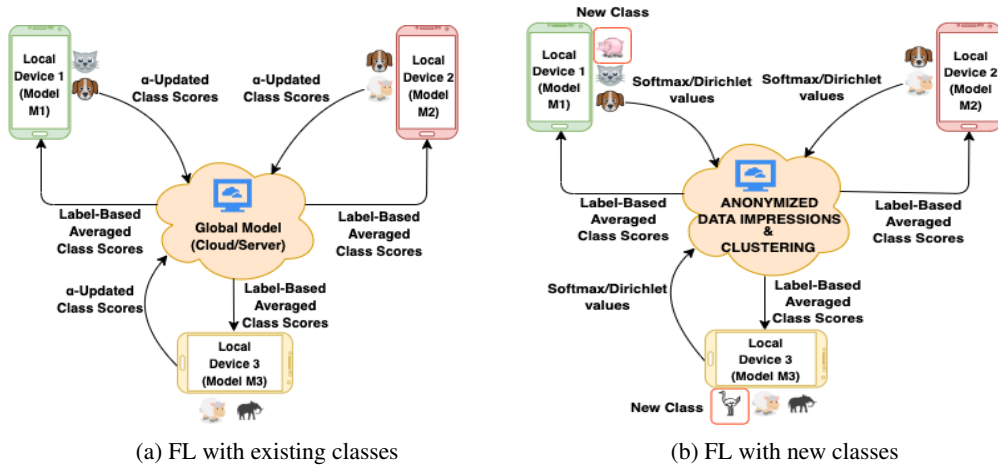 Local
Device 1
(Model
M1)
α-Updated
Class Scores
α-Updated
Class Scores
Local
Device 2
(Model
M2)
Global Model
(Cloud/Server)
Label-Based
Averaged
Class Scores
Label-Based
Averaged
Class Scores
α-Updated
Class Scores
Label-Based
Averaged
Class Scores
Local
Device 3
(Model M3)
(a) FL with existing classes
New Class
Local
Device 1
(Model
M1)
Softmax/Dirichlet
values
Softmax/Dirichlet
values
Local
Device 2
(Model
M2)
ANONYMIZED
DATA IMPRESSIONS
&
CLUSTERING
Label-Based
Averaged
Class Scores
Label-Based
Averaged
Class Scores
Softmax/Dirichlet
values
Label-Based
Averaged
Class Scores
Local
Device 3
(Model M3)
New Class
(b) FL with new classes